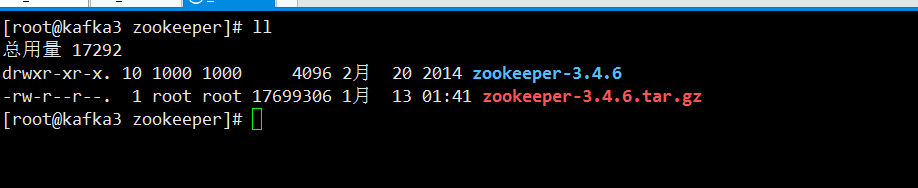 [root@kafka3 zookeeper]# ll
总用量 17292
drwxr-xr-x. 10 1000 1000     4096 2月  20 2014 zookeeper-3.4.6
-rw-r--r--.  1 root root 17699306 1月  13 01:41 zookeeper-3.4.6.tar.gz
[root@kafka3 zookeeper]#